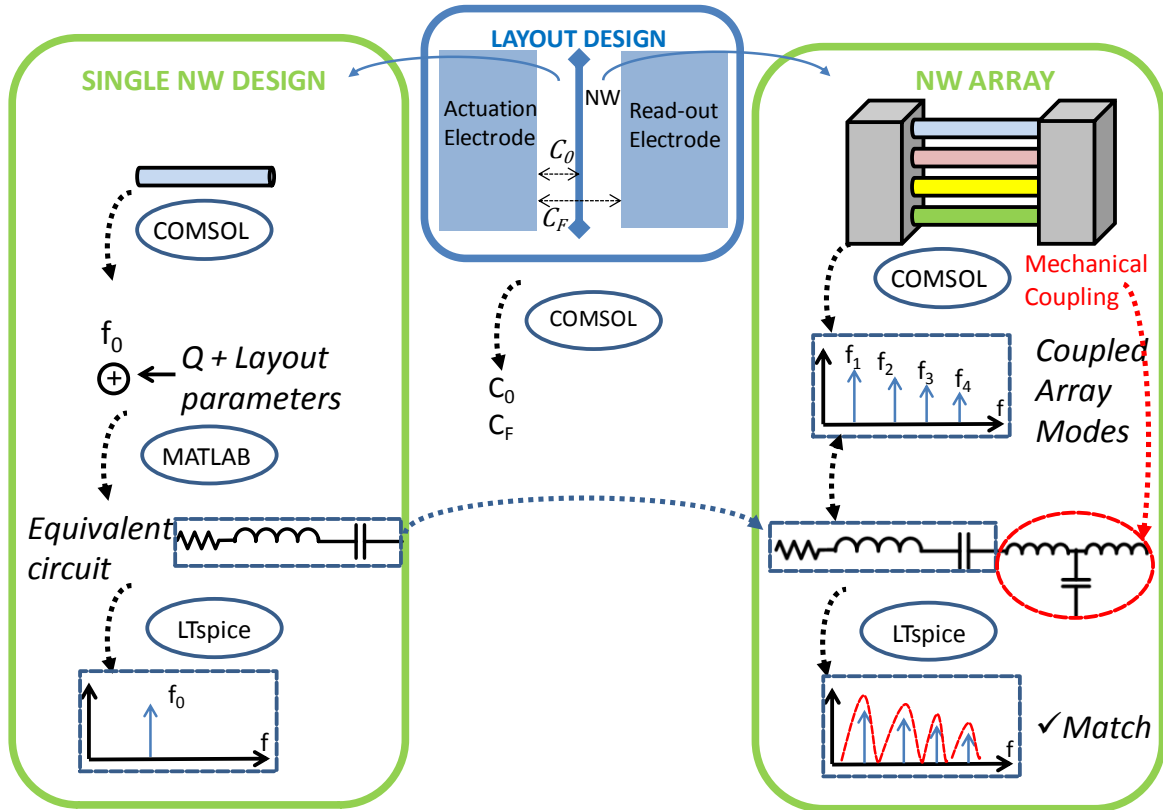 SINGLE NW DESIGN
COMSOL
f0
+
Q + Layout
parameters
MATLAB
Equivalent
circuit
LTspice
f0
f
LAYOUT DESIGN
Actuation
Electrode
NW
Read-out
Electrode
C0
CF
COMSOL
C0
CF
NW ARRAY
COMSOL
Mechanical
Coupling
f1 f2 f3 f4
f
Coupled
Array
Modes
LTspice
f
✓Match